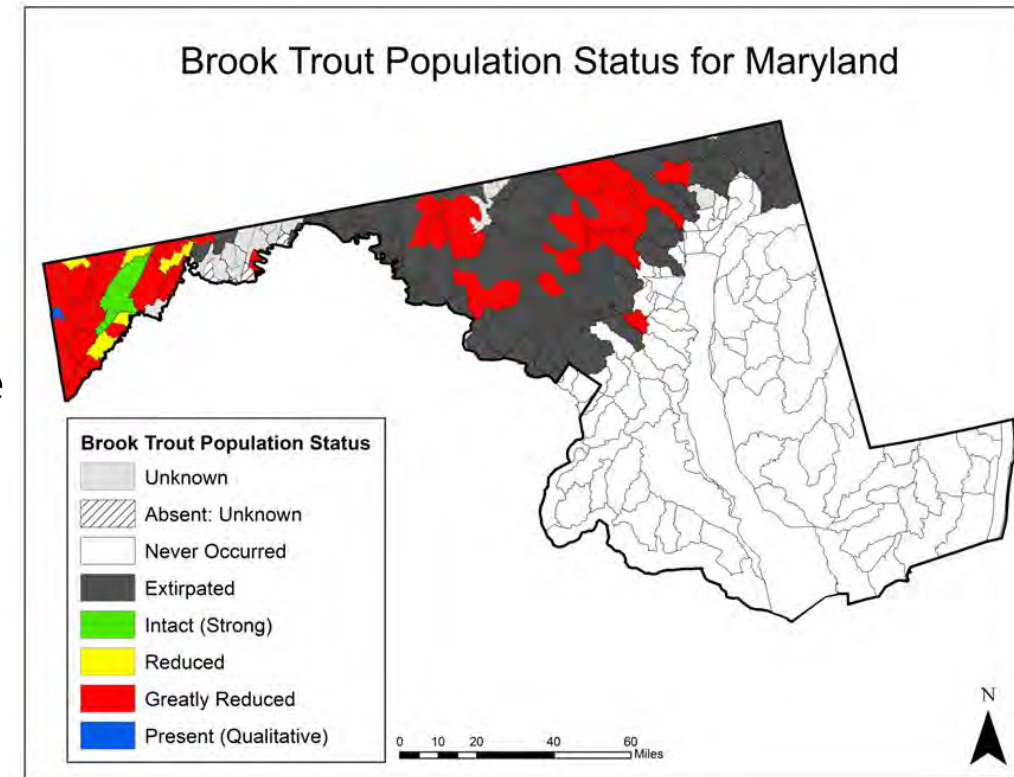 Brook Trout Population Status for Maryland
e
Brook Trout Population Status
Unknown
Absent: Unknown
Never Occurred
Extirpated
Intact (Strong)
Reduced
Greatly Reduced
Present (Qualitative)
0 10 20 40 60
Miles
N